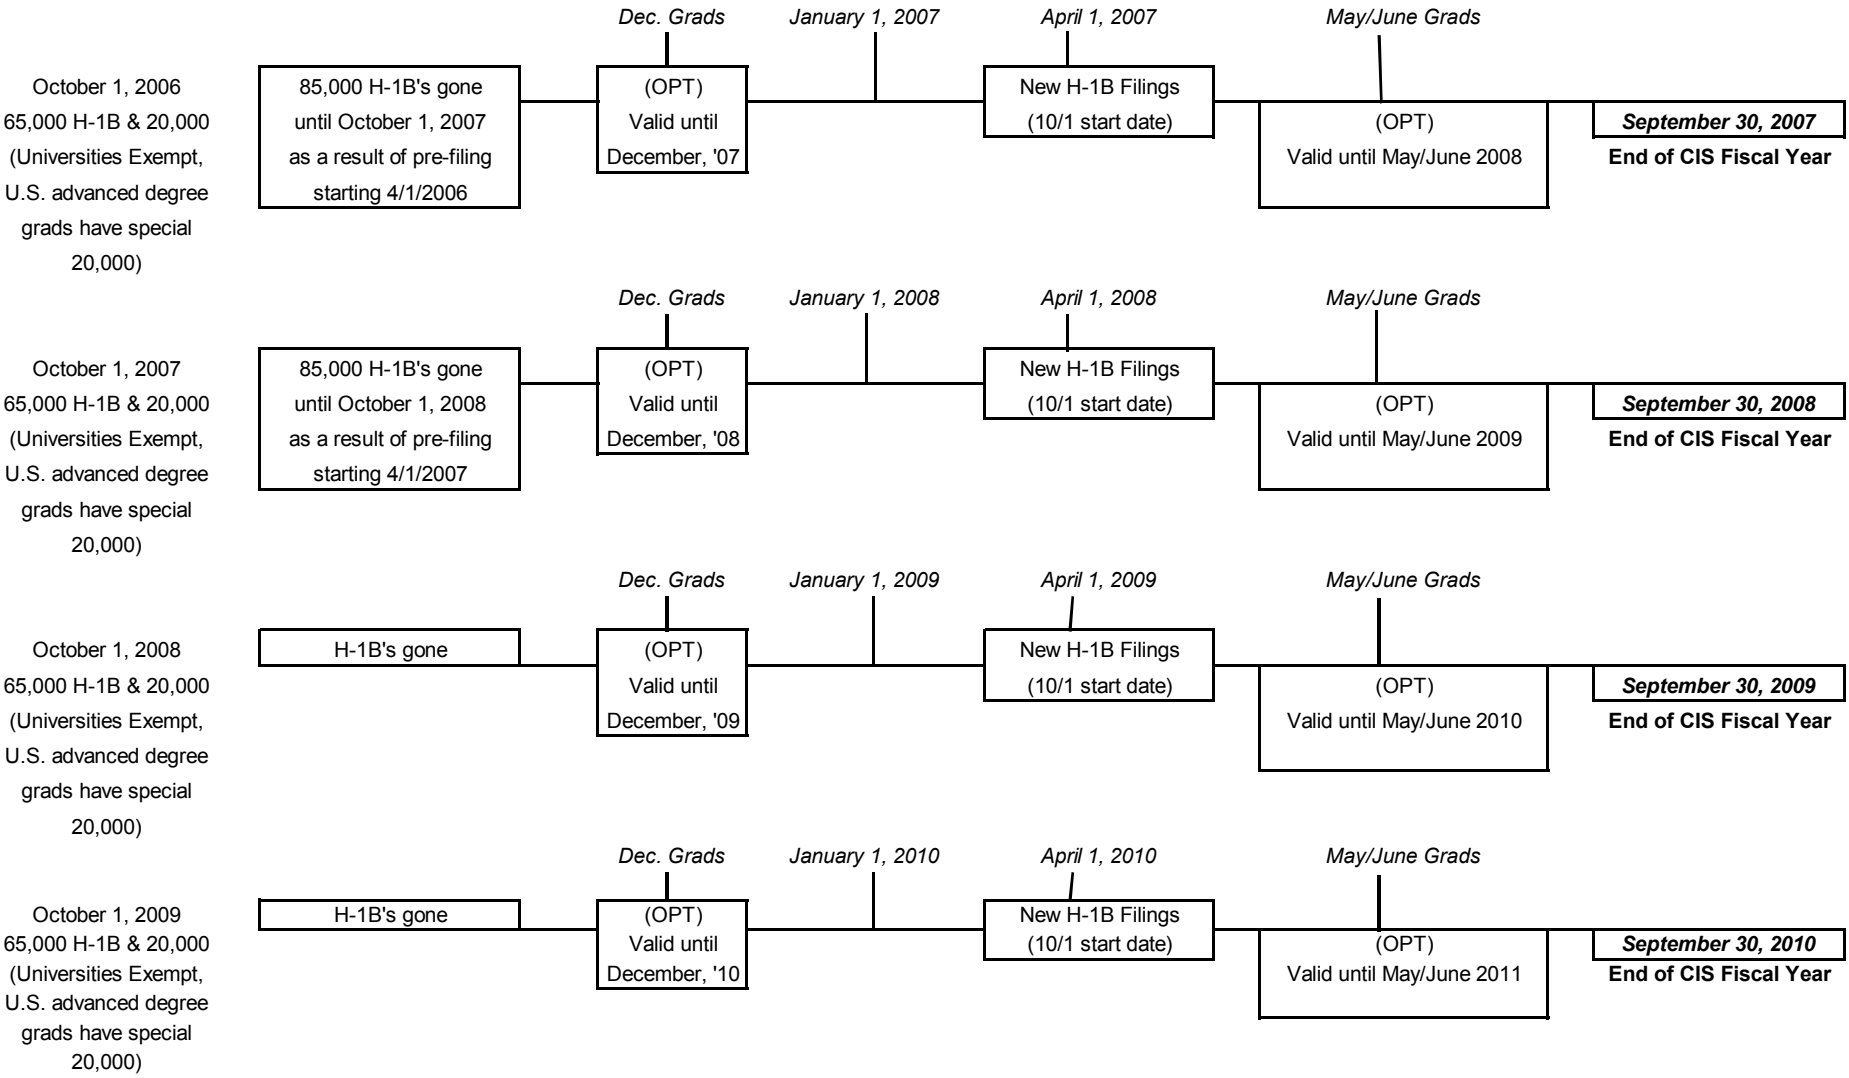 Dec. Grads
January 1, 2007
April 1, 2007
May/June Grads
October 1, 2006
65,000 H-1B & 20,000
(Universities Exempt,
U.S. advanced degree
grads have special
20,000)
85,000 H-1B's gone
until October 1, 2007
as a result of pre-filing
starting 4/1/2006
(OPT)
Valid until
December, '07
New H-1B Filings
(10/1 start date)
(OPT)
Valid until May/June 2008
September 30, 2007
End of CIS Fiscal Year
Dec. Grads
January 1, 2008
April 1, 2008
May/June Grads
October 1, 2007
65,000 H-1B & 20,000
(Universities Exempt,
U.S. advanced degree
grads have special
20,000)
85,000 H-1B's gone
until October 1, 2008
as a result of pre-filing
starting 4/1/2007
(OPT)
Valid until
December, '08
New H-1B Filings
(10/1 start date)
(OPT)
Valid until May/June 2009
September 30, 2008
End of CIS Fiscal Year
Dec. Grads
January 1, 2009
April 1, 2009
May/June Grads
October 1, 2008
65,000 H-1B & 20,000
(Universities Exempt,
U.S. advanced degree
grads have special
20,000)
H-1B's gone
(OPT)
Valid until
December, '09
New H-1B Filings
(10/1 start date)
(OPT)
Valid until May/June 2010
September 30, 2009
End of CIS Fiscal Year
Dec. Grads
January 1, 2010
April 1, 2010
May/June Grads
October 1, 2009
65,000 H-1B & 20,000
(Universities Exempt,
U.S. advanced degree
grads have special
20,000)
H-1B's gone
(OPT)
Valid until
December, '10
New H-1B Filings
(10/1 start date)
(OPT)
Valid until May/June 2011
September 30, 2010
End of CIS Fiscal Year